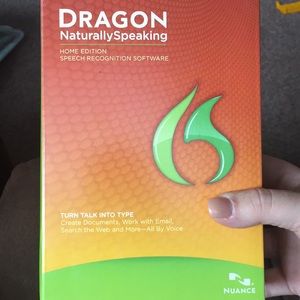 DRAGON
NaturallySpeaking
HOME EDITION
SPEECH RECOGNITION SOFTWARE
TURN TALK INTO TYPE
Create Documents, Work with Email,
Search the Web and More—All By Voice
NUANCE